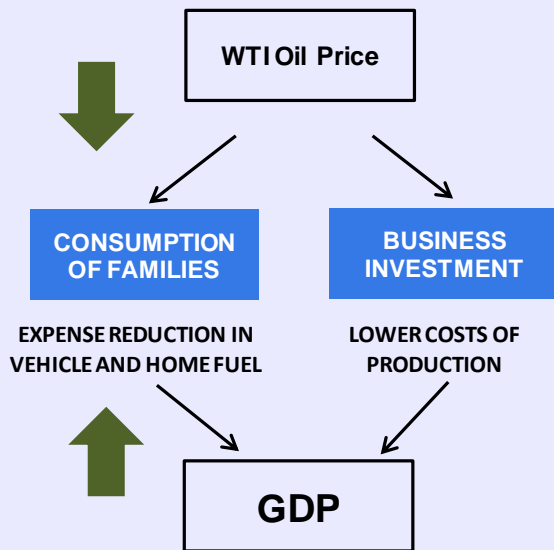 WTI Oil Price
CONSUMPTION
OF FAMILIES
BUSINESS
INVESTMENT
EXPENSE REDUCTION IN
VEHICLE AND HOME FUEL
LOWER COSTS OF
PRODUCTION
GDP